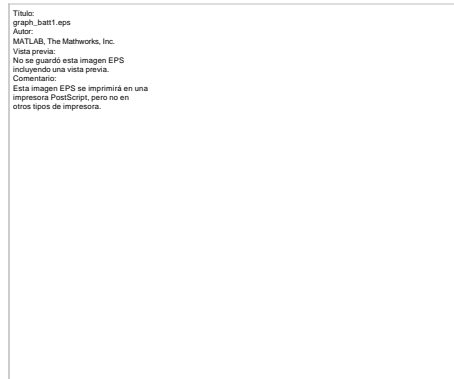 Título:
graph_batt1.eps
Autor:
MATLAB, The Mathworks, Inc.
Vista previa:
No se guardó esta imagen EPS
incluyendo una vista previa.
Comentario:
Esta imagen EPS se imprimirá en una
impresora PostScript, pero no en
otros tipos de impresora.